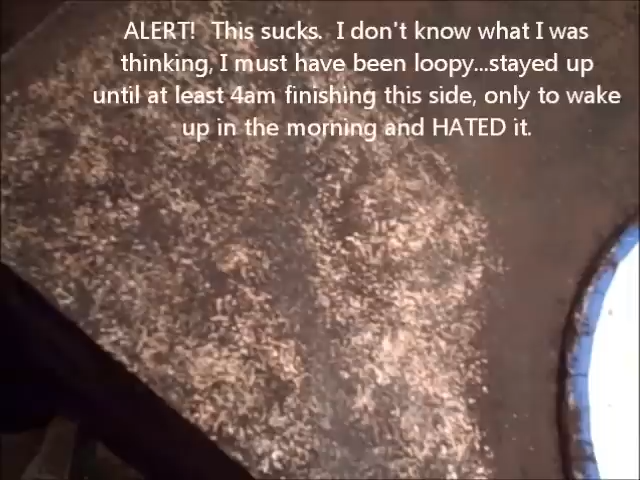 ALERT!  This sucks.  I don't know what I was
thinking, I must have been loopy...stayed up
until at least 4am finishing this side, only to wake
up in the morning and HATED it.